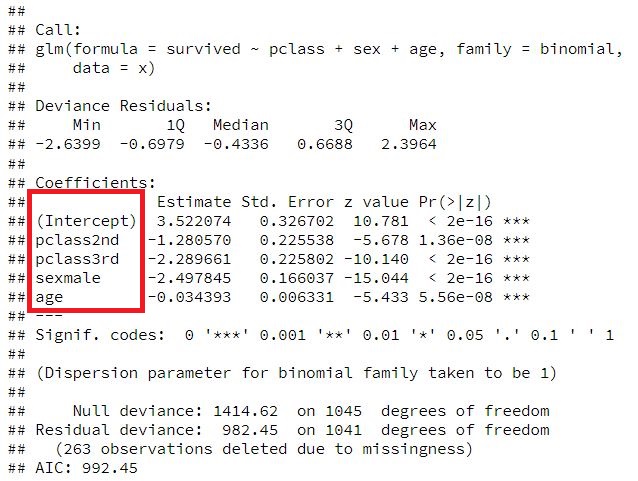 ##
## Call:
## glm(formula = survived ~ pclass + sex + age, family = binomial,
##     data = x)
##
## Deviance Residuals:
##     Min       1Q   Median       3Q      Max
## -2.6399  -0.6979  -0.4336   0.6688   2.3964
##
## Coefficients:
##              Estimate Std. Error z value Pr(>|z|)
## (Intercept)  3.522074   0.326702  10.781  < 2e-16 ***
## pclass2nd   -1.280570   0.225538  -5.678 1.36e-08 ***
## pclass3rd   -2.289661   0.225802 -10.140  < 2e-16 ***
## sexmale     -2.497845   0.166037 -15.044  < 2e-16 ***
## age         -0.034393   0.006331  -5.433 5.56e-08 ***
## ---
## Signif. codes:  0 '***' 0.001 '**' 0.01 '*' 0.05 '.' 0.1 ' ' 1
##
## (Dispersion parameter for binomial family taken to be 1)
##
##     Null deviance: 1414.62  on 1045  degrees of freedom
## Residual deviance:  982.45  on 1041  degrees of freedom
##   (263 observations deleted due to missingness)
## AIC: 992.45